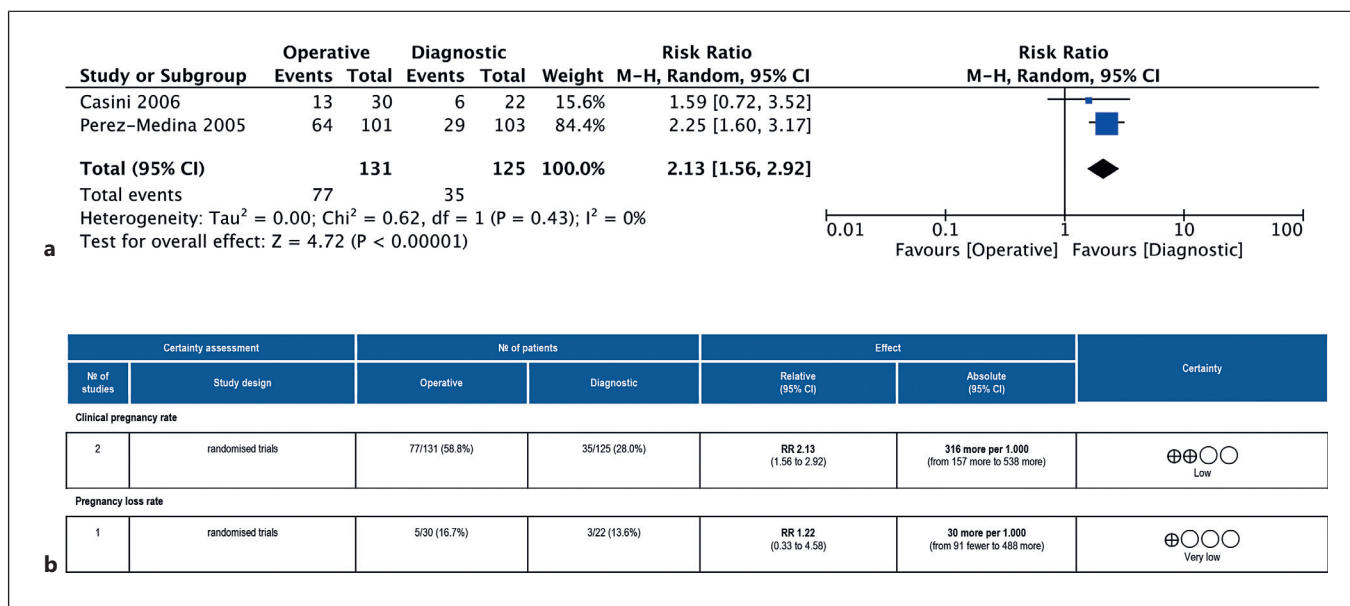 Operative Diagnostic Risk Ratio Risk Ratio
Study or Subgroup Events Total Events Total Weight M-H, Random, 95% CI M-H, Random, 95% CI
Casini 2006 13 30 6 22 15.6% 1.59 [0.72, 3.52]
Perez-Medina 2005 64 101 29 103 84.4% 2.25 [1.60, 3.17]
Total (95% CI) 131 125 100.0% 2.13 [1.56, 2.92]
Total events 77 35
Heterogeneity: Tau² = 0.00; Chi² = 0.62, df = 1 (P = 0.43); I² = 0%
Test for overall effect: Z = 4.72 (P < 0.00001)
0.01 0.1 1 10 100
Favours [Operative] Favours [Diagnostic]
a
Certainty assessment № of patients Effect Certainty
№ of studies Study design Operative Diagnostic Relative (95% CI) Absolute (95% CI)
Clinical pregnancy rate
2 randomised trials 77/131 (58.8%) 35/125 (28.0%) RR 2.13 (1.56 to 2.92) 316 more per 1.000 (from 157 more to 538 more) ⊕⊕◯◯ Low
Pregnancy loss rate
1 randomised trials 5/30 (16.7%) 3/22 (13.6%) RR 1.22 (0.33 to 4.58) 30 more per 1.000 (from 91 fewer to 488 more) ⊕◯◯◯ Very low
b